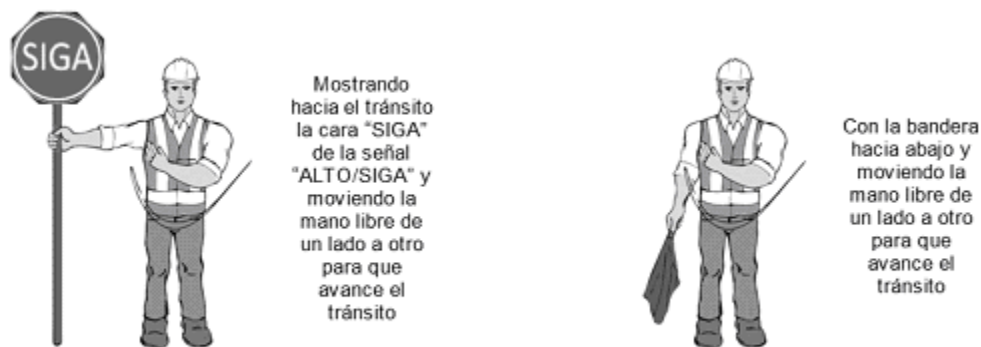 SIGA
Mostrando
hacia el tránsito
la cara "SIGA"
de la señal
"ALTO/SIGA" y
moviendo la
mano libre de
un lado a otro
para que
avance el
tránsito
Con la bandera
hacia abajo y
moviendo la
mano libre de
un lado a otro
para que
avance el
tránsito